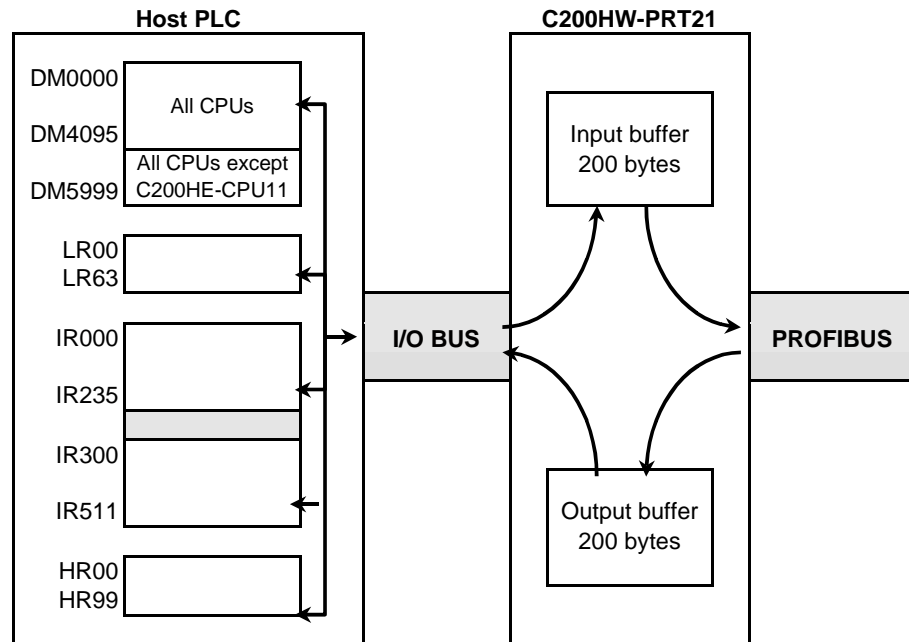 Host PLC
C200HW-PRT21
DM0000
DM4095
DM5999
All CPUs
All CPUs except
C200HE-CPU11
LR00
LR63
IR000
IR235
IR300
IR511
HR00
HR99
I/O BUS
Input buffer
200 bytes
Output buffer
200 bytes
PROFIBUS